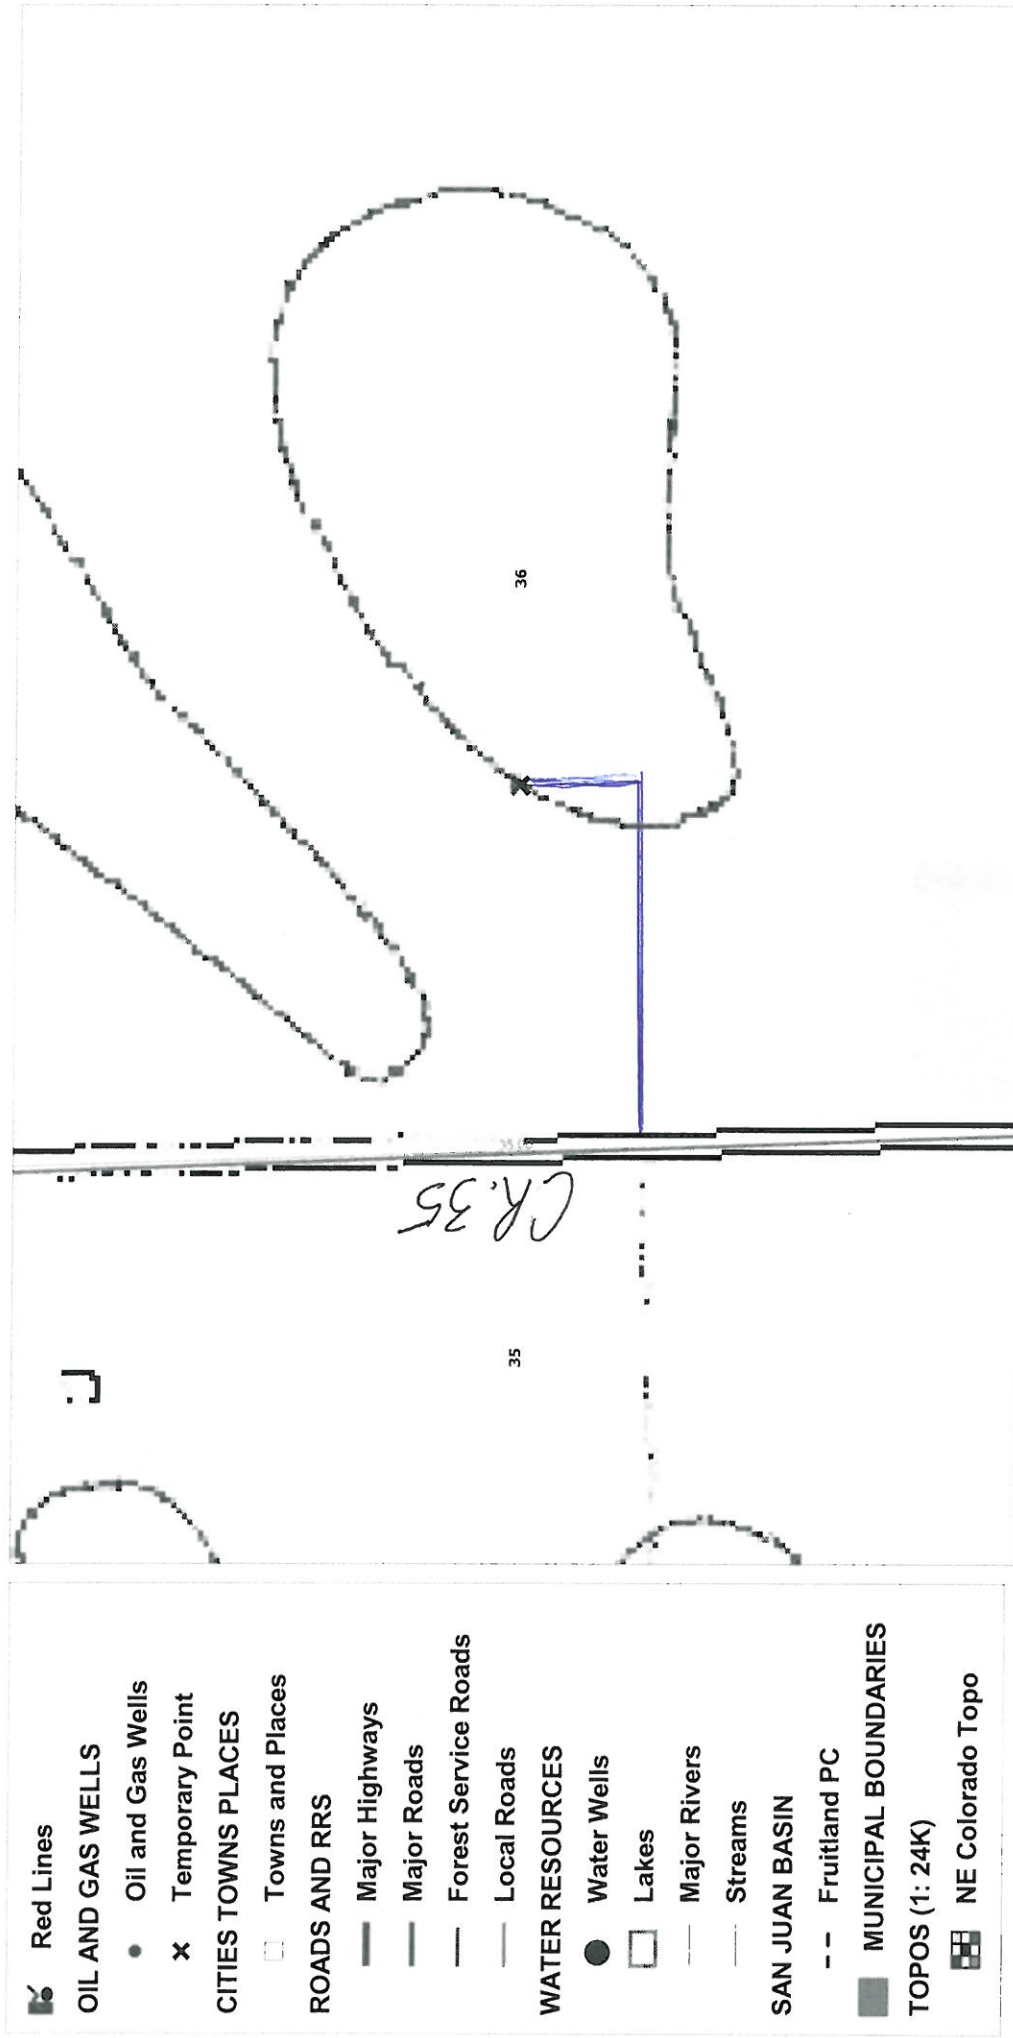 Red Lines
OIL AND GAS WELLS
Oil and Gas Wells
Temporary Point
CITIES TOWNS PLACES
Towns and Places
ROADS AND RRS
Major Highways
Major Roads
Forest Service Roads
Local Roads
WATER RESOURCES
Water Wells
Lakes
Major Rivers
Streams
SAN JUAN BASIN
Fruitland PC
MUNICIPAL BOUNDARIES
TOPOS (1: 24K)
NE Colorado Topo
35
CR.35
36